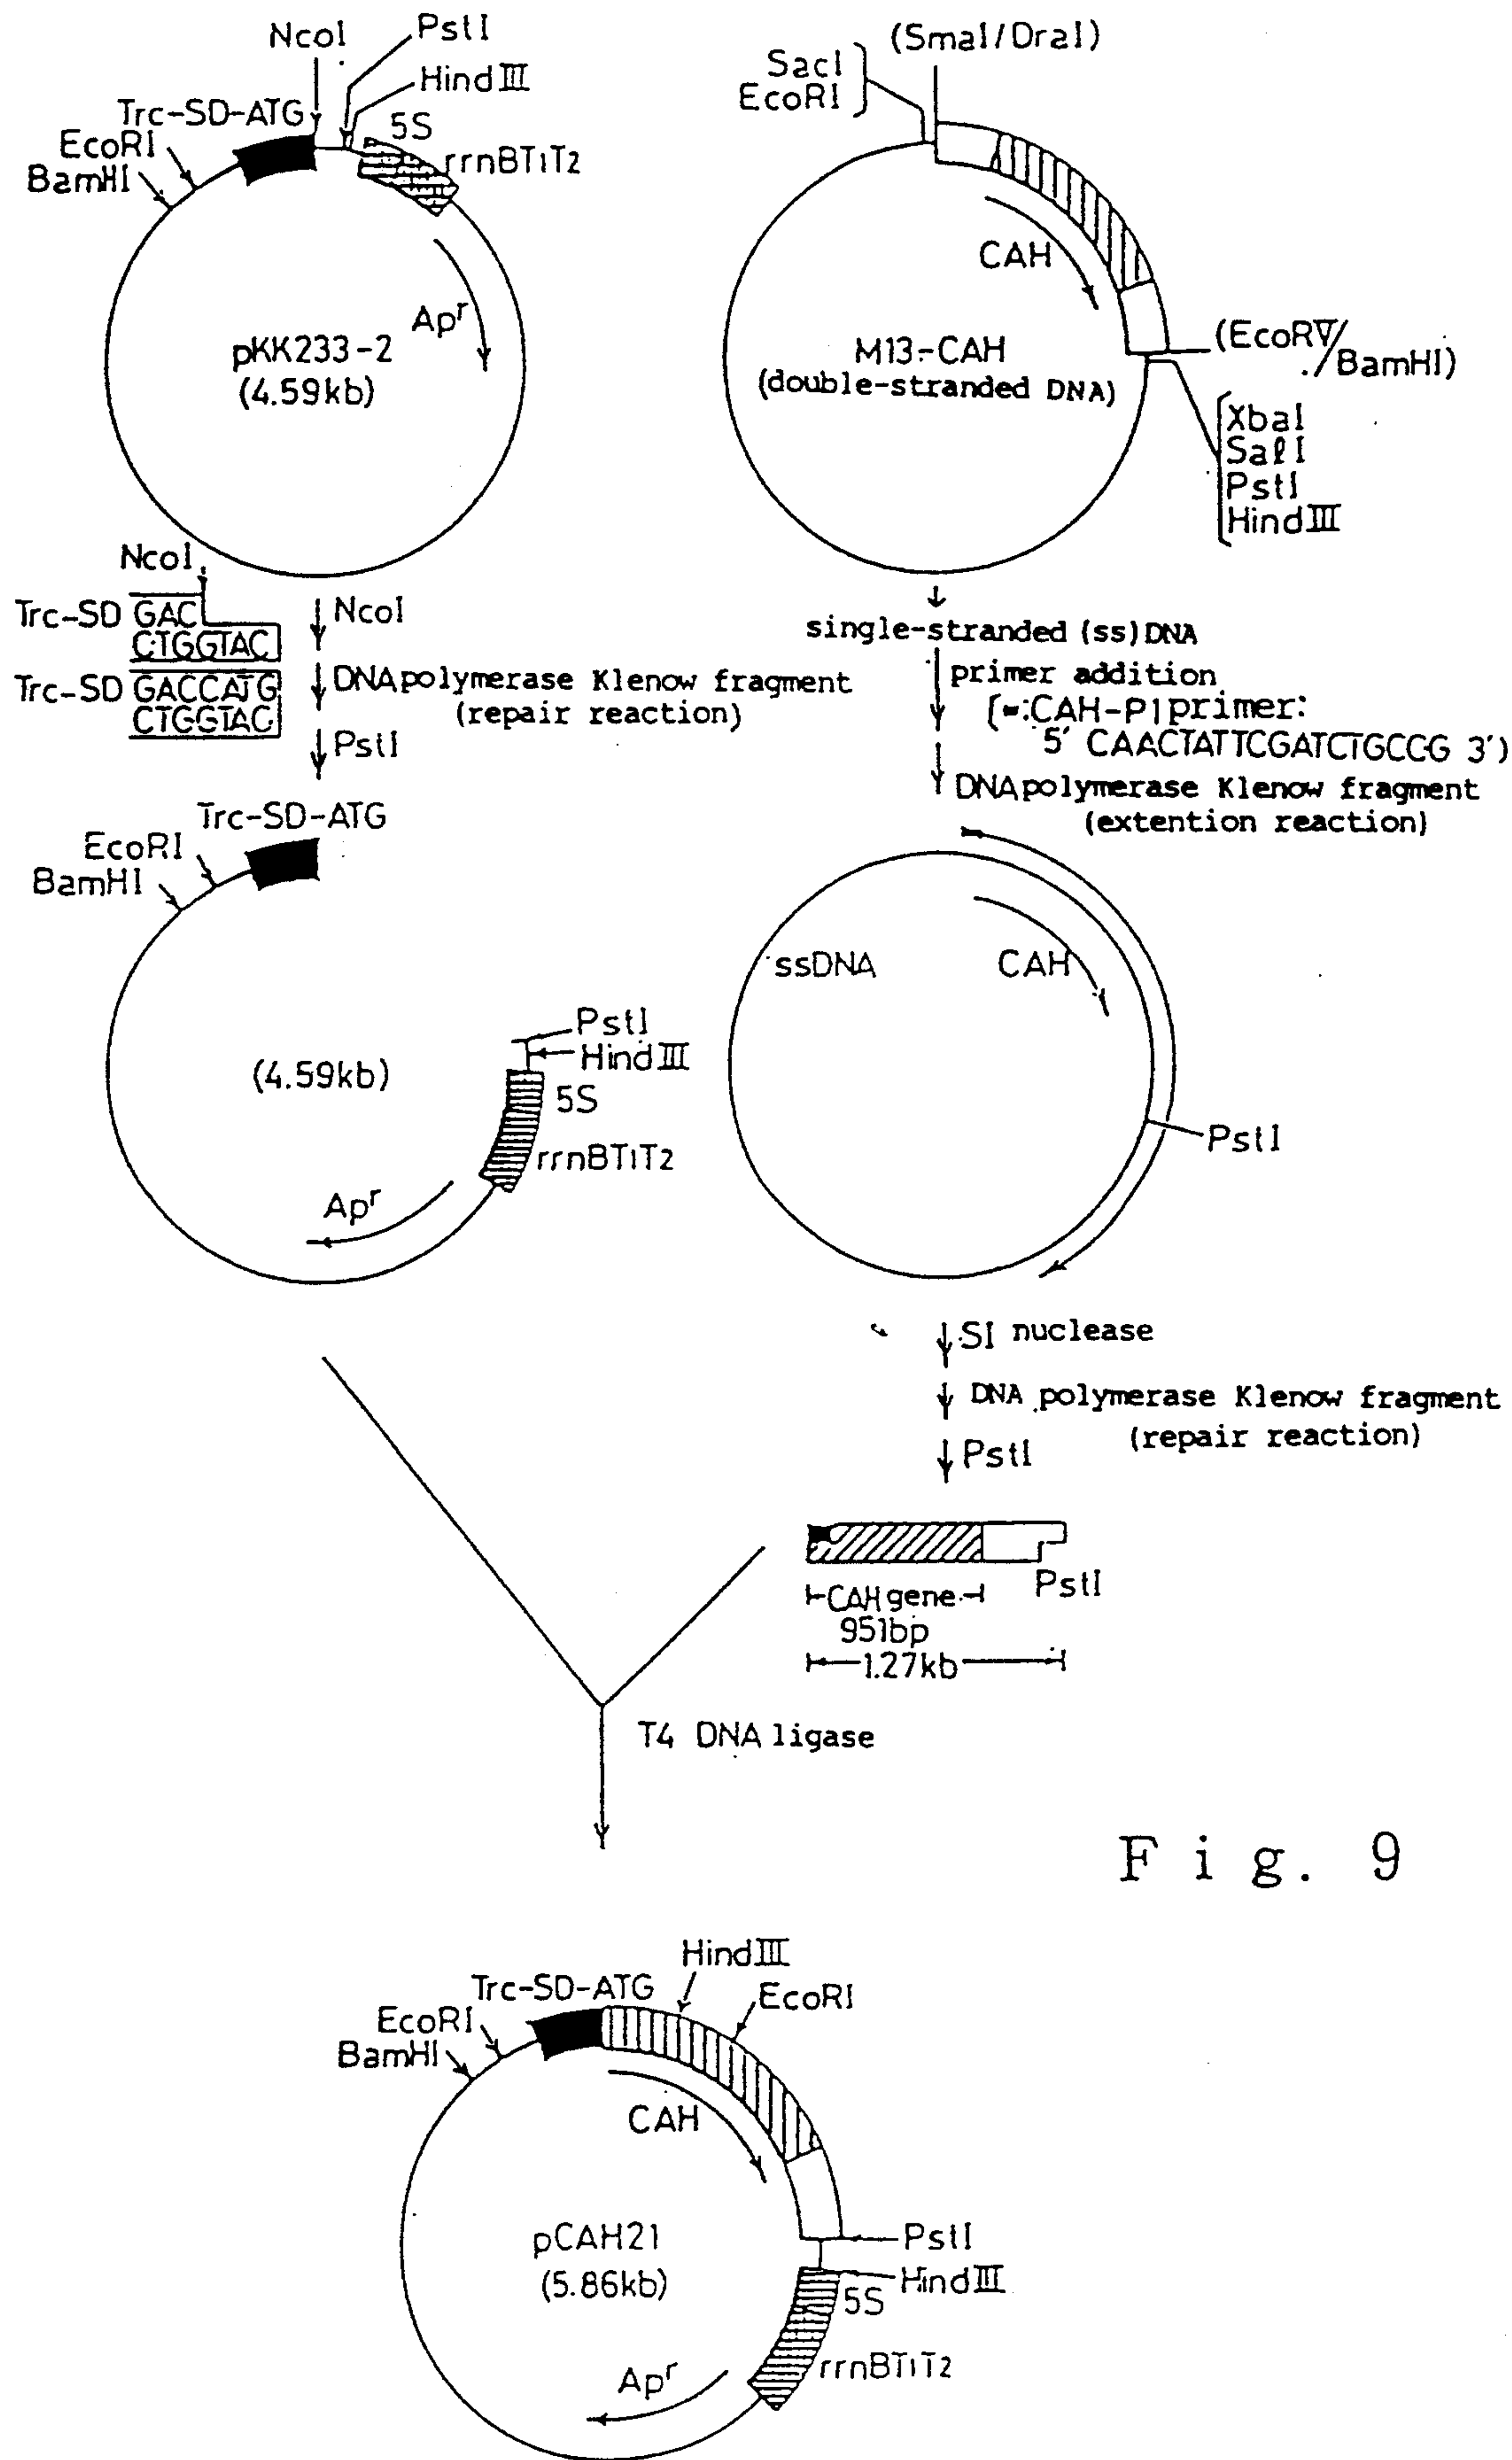 NcoI
PstI
HindIII
Trc-SD-ATG
5S
rrnBT1T2
EcoRI
BamHI
Apr
pKK233-2
(4.59kb)
(SmaI/DraI)
SacI
EcoRI
CAH
M13-CAH
(double-stranded DNA)
(EcoRV
/BamHI)
XbaI
SalI
PstI
HindIII
NcoI
Trc-SD GAC
CTGGTAC
Trc-SD GACCATG
CTGGTAC
NcoI
DNA polymerase Klenow fragment
(repair reaction)
PstI
single-stranded (ss) DNA
primer addition
CAH-P1 primer:
5' CAACTATTCGATCTGCCG 3')
DNA polymerase Klenow fragment
(extention reaction)
Trc-SD-ATG
EcoRI
BamHI
PstI
HindIII
(4.59kb)
5S
rrnBT1T2
Apr
ssDNA
CAH
PstI
SI nuclease
DNA polymerase Klenow fragment
(repair reaction)
PstI
PstI
CAH gene
951bp
1.27kb
T4 DNA ligase
Fig. 9
HindIII
Trc-SD-ATG
EcoRI
EcoRI
BamHI
CAH
pCAH21
(5.86kb)
PstI
HindIII
5S
rrnBT1T2
Apr